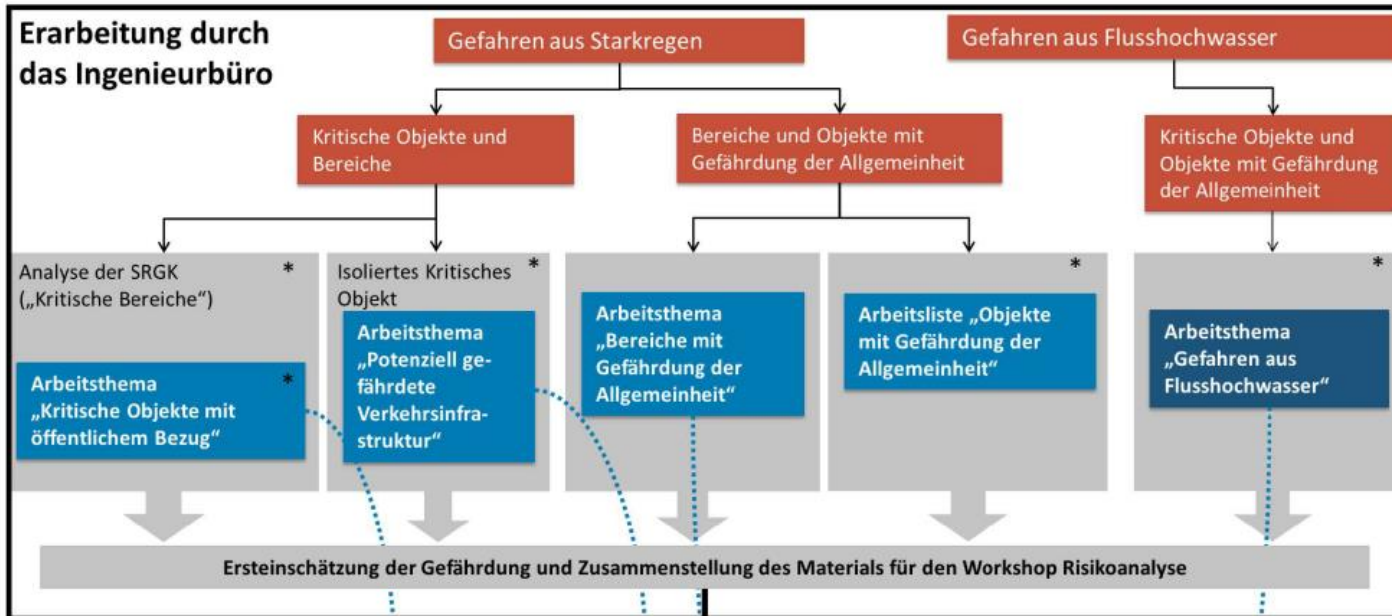 Erarbeitung durch
das Ingenieurbüro
Gefahren aus Starkregen
Gefahren aus Flusshochwasser
Kritische Objekte und
Bereiche
Bereiche und Objekte mit
Gefährdung der Allgemeinheit
Kritische Objekte und
Objekte mit Gefährdung
der Allgemeinheit
Analyse der SRGK *
(„Kritische Bereiche“)
Arbeitsthema *
„Kritische Objekte mit
öffentlichem Bezug“
Isoliertes Kritisches *
Objekt
Arbeitsthema
„Potenziell ge-
fährdete
Verkehrsinfra-
struktur“
Arbeitsthema
„Bereiche mit
Gefährdung der
Allgemeinheit“
*
Arbeitsliste „Objekte
mit Gefährdung der
Allgemeinheit“
*
Arbeitsthema
„Gefahren aus
Flusshochwasser“
Ersteinschätzung der Gefährdung und Zusammenstellung des Materials für den Workshop Risikoanalyse